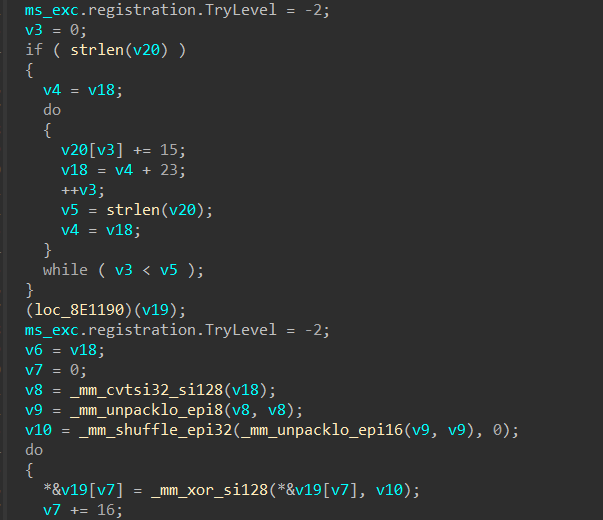 ms_exc.registration.TryLevel = -2;
v3 = 0;
if ( strlen(v20) )
{
v4 = v18;
do
{
v20[v3] += 15;
v18 = v4 + 23;
++v3;
v5 = strlen(v20);
v4 = v18;
}
while ( v3 < v5 );
}
(loc_8E1190)(v19);
ms_exc.registration.TryLevel = -2;
v6 = v18;
v7 = 0;
v8 = _mm_cvtsi32_si128(v18);
v9 = _mm_unpacklo_epi8(v8, v8);
v10 = _mm_shuffle_epi32(_mm_unpacklo_epi16(v9, v9), 0);
do
{
*&v19[v7] = _mm_xor_si128(*&v19[v7], v10);
v7 += 16;